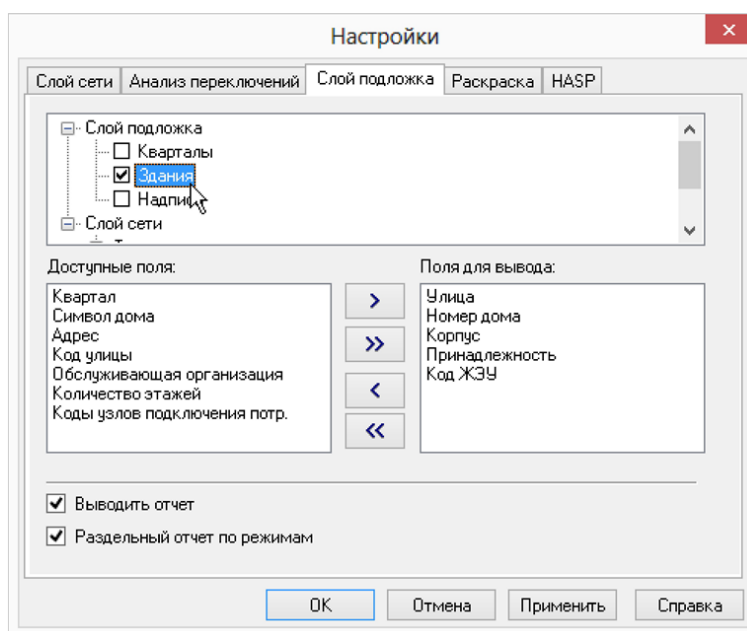 Настройки
Слой сети Анализ переключений Слой подложка Раскраска HASP
Слой подложка
Кварталы
Здания
Надпис
Слой сети
Доступные поля: Поля для вывода:
Квартал
Символ дома
Адрес
Код улицы
Обслуживающая организация
Количество этажей
Коды узлов подключения потр.
>
>>
<
<<
Улица
Номер дома
Корпус
Принадлежность
Код ЖЭУ
Выводить отчет
Раздельный отчет по режимам
OK Отмена Применить Справка